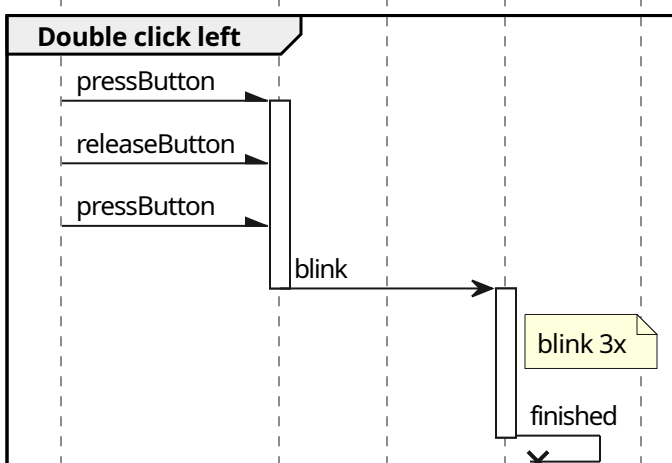 Double click left
pressButton
releaseButton
pressButton
blink
blink 3x
finished